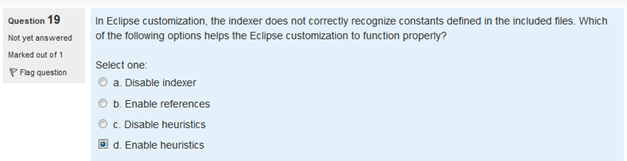 Question 19
Not yet answered
Marked out of 1
Flag question
In Eclipse customization, the indexer does not correctly recognize constants defined in the included files. Which
of the following options helps the Eclipse customization to function properly?
Select one:
a. Disable indexer
b. Enable references
c. Disable heuristics
d. Enable heuristics